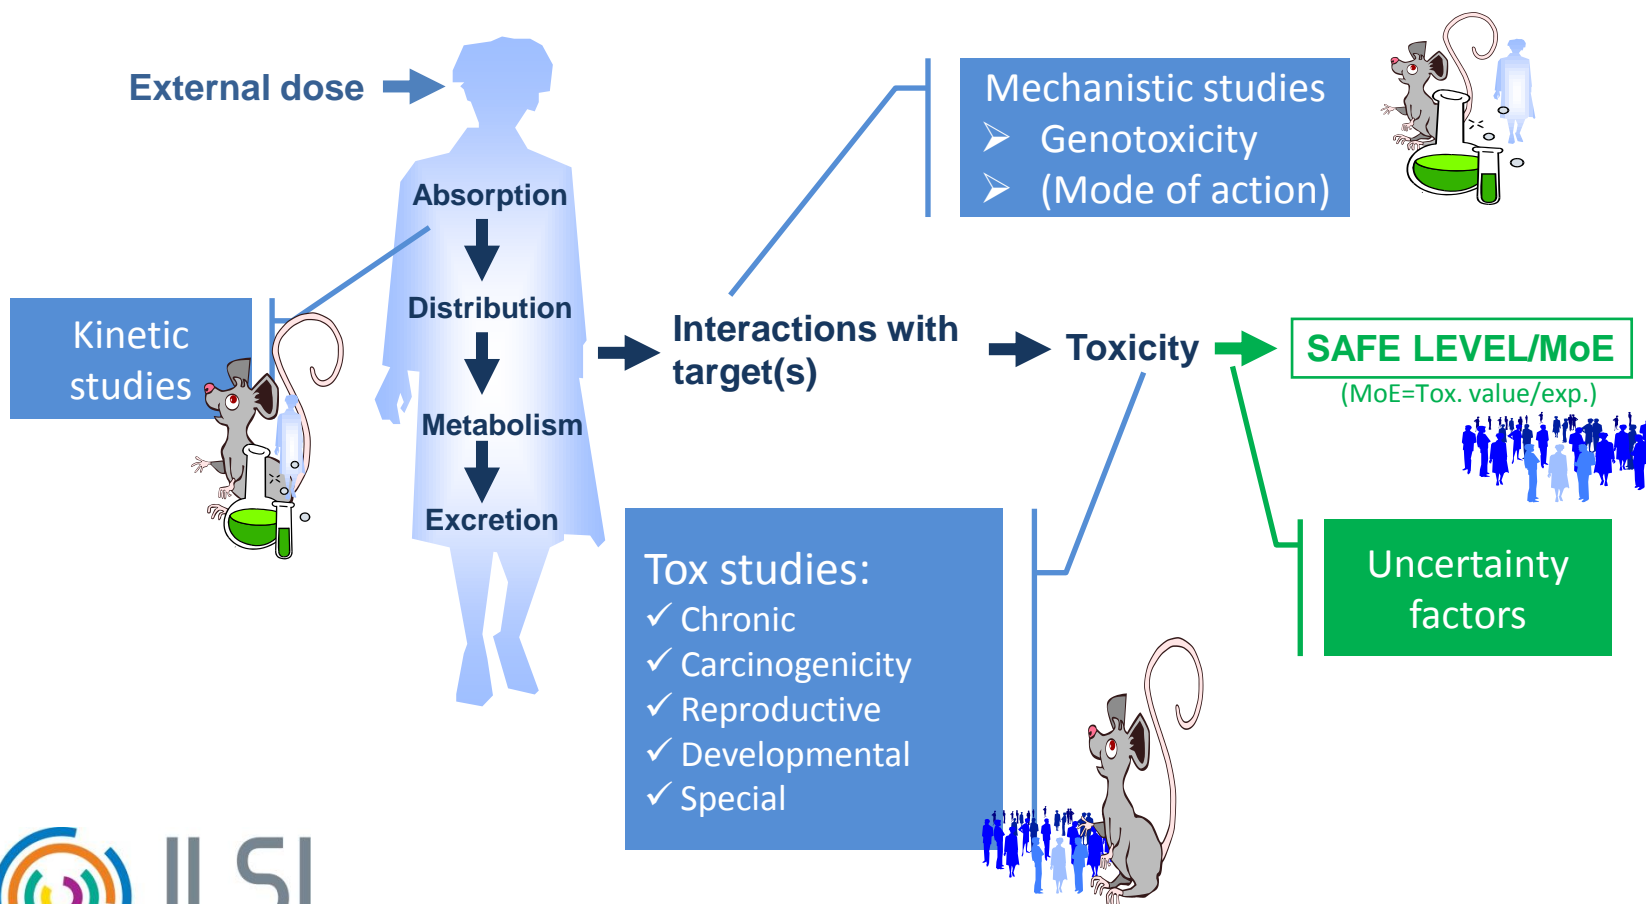 External dose
Absorption
Distribution
Metabolism
Excretion
Kinetic
studies
Interactions with
target(s)
Mechanistic studies
➢ Genotoxicity
➢ (Mode of action)
Toxicity
Tox studies:
✓ Chronic
✓ Carcinogenicity
✓ Reproductive
✓ Developmental
✓ Special
SAFE LEVEL/MoE
(MoE=Tox. value/exp.)
Uncertainty
factors
ILSI